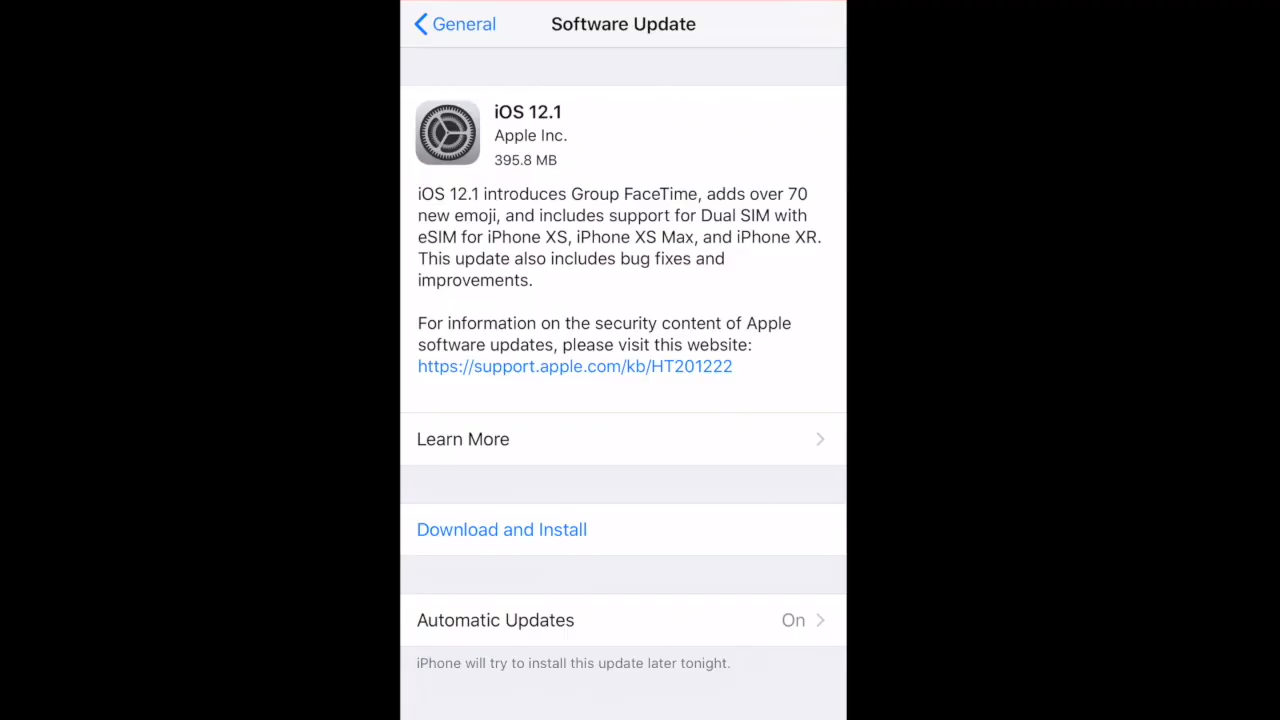 General
Software Update
iOS 12.1
Apple Inc.
395.8 MB
iOS 12.1 introduces Group FaceTime, adds over 70
new emoji, and includes support for Dual SIM with
eSIM for iPhone XS, iPhone XS Max, and iPhone XR.
This update also includes bug fixes and
improvements.
For information on the security content of Apple
software updates, please visit this website:
https://support.apple.com/kb/HT201222
Learn More
Download and Install
Automatic Updates On
iPhone will try to install this update later tonight.